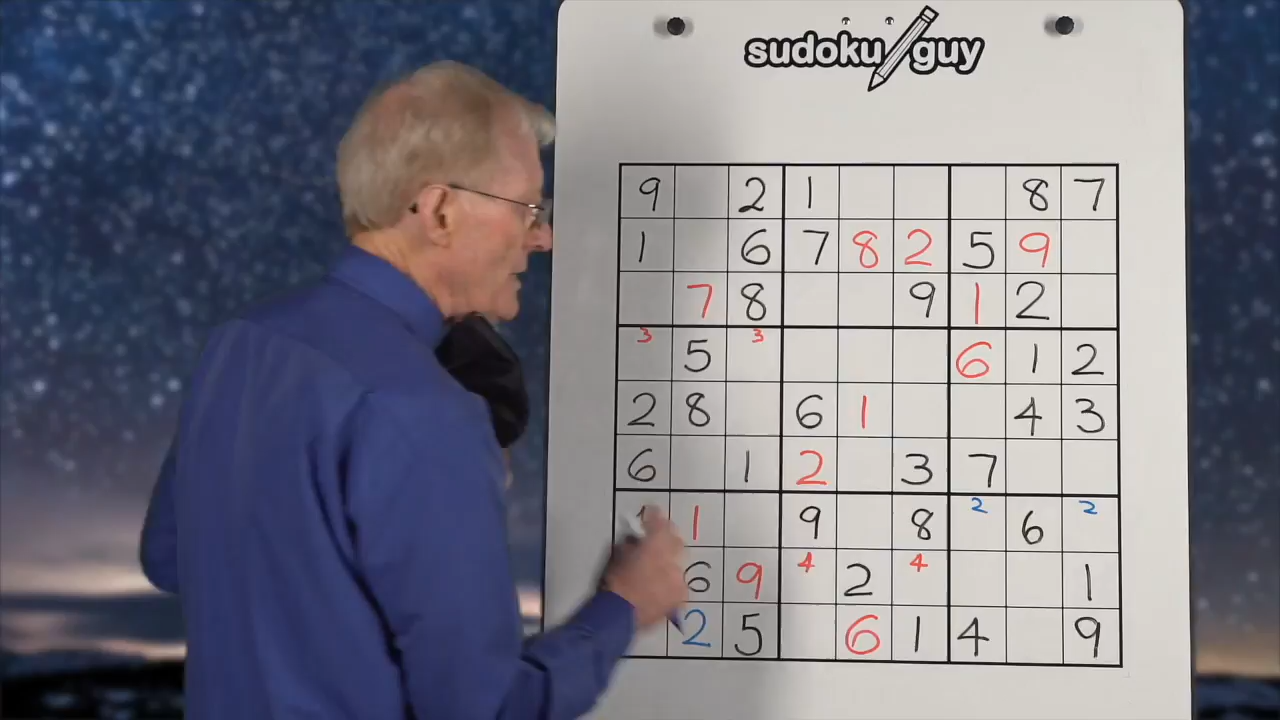 sudoku guy
9 2 1 8 7
1 6 7 8 2 5 9
7 8 9 1 2
3 3
5 6 1 2
2 8 6 1 4 3
6 1 2 3 7
2 2
1 9 8 6
4 4
6 9 2 1
2 5 6 1 4 9